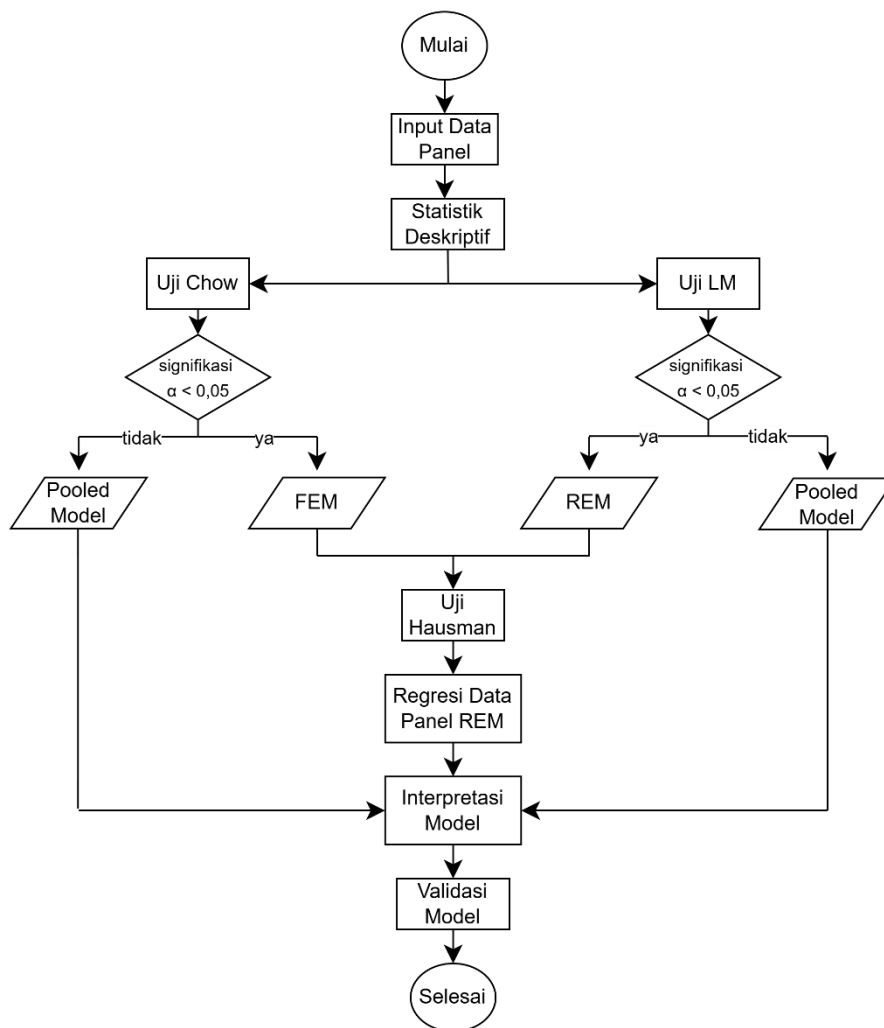 Mulai
Input Data
Panel
Statistik
Deskriptif
Uji Chow
Uji LM
signifikasi
α < 0,05
signifikasi
α < 0,05
tidak
ya
ya
tidak
Pooled
Model
FEM
REM
Pooled
Model
Uji
Hausman
Regresi Data
Panel REM
Interpretasi
Model
Validasi
Model
Selesai